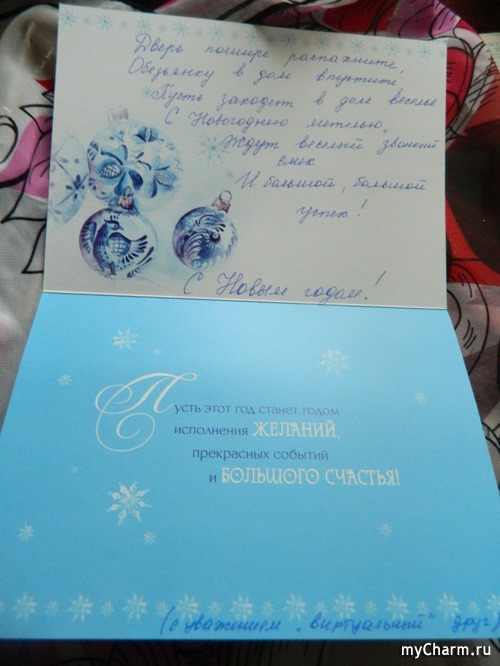 Дверь пошире распахните,
Обезьянку в дом впустите
Пусть заходит в дом веселье
С Новогоднею метелью,
Ждут веселый звонкий
смех
И большой, большой
успех!
С Новым годом!
Пусть этот год станет годом
исполнения ЖЕЛАНИЙ,
прекрасных событий
и БОЛЬШОГО СЧАСТЬЯ!
(с уважением „виртуальный" друг)
myCharm.ru